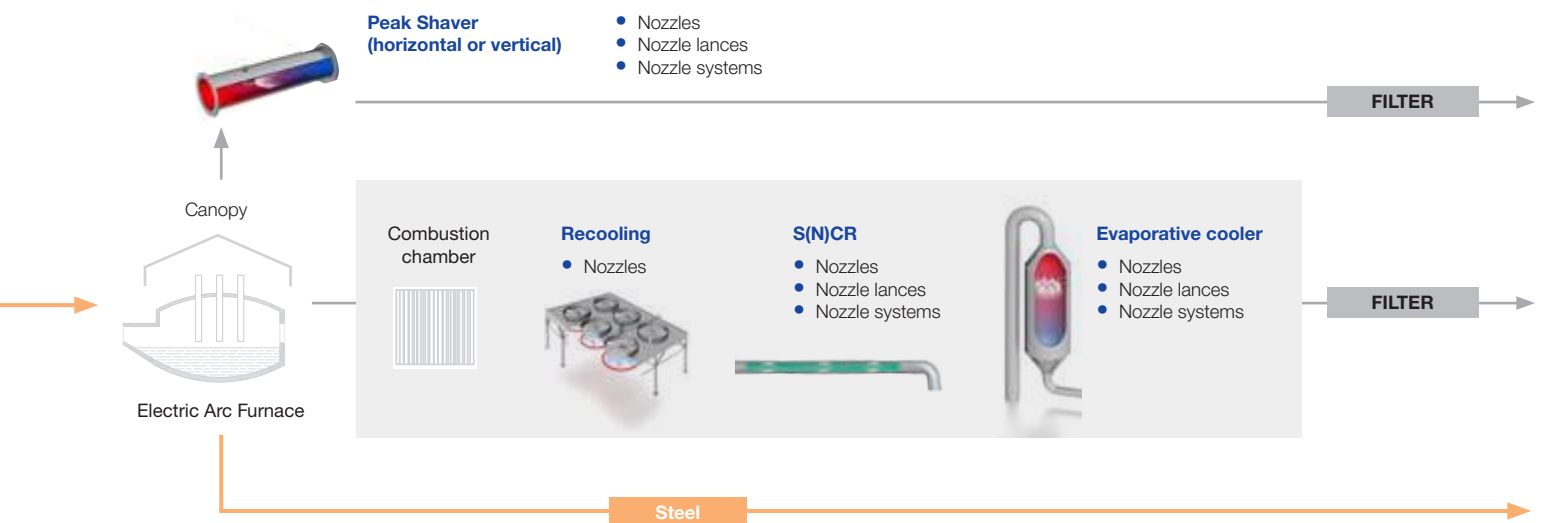 Peak Shaver
(horizontal or vertical)
• Nozzles
• Nozzle lances
• Nozzle systems
FILTER
Canopy
Electric Arc Furnace
Combustion
chamber
Recooling
• Nozzles
S(N)CR
• Nozzles
• Nozzle lances
• Nozzle systems
Evaporative cooler
• Nozzles
• Nozzle lances
• Nozzle systems
FILTER
Steel